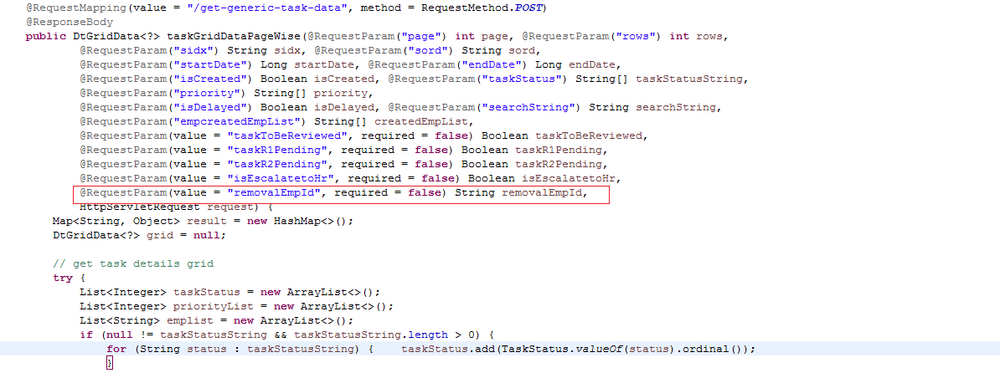 @RequestMapping(value = "/get-generic-task-data", method = RequestMethod.POST)
@ResponseBody
public DtGridData<?> taskGridDataPageWise(@RequestParam("page") int page, @RequestParam("rows") int rows,
@RequestParam("sidx") String sidx, @RequestParam("sord") String sord,
@RequestParam("startDate") Long startDate, @RequestParam("endDate") Long endDate,
@RequestParam("isCreated") Boolean isCreated, @RequestParam("taskStatus") String[] taskStatusString,
@RequestParam("priority") String[] priority,
@RequestParam("isDelayed") Boolean isDelayed, @RequestParam("searchString") String searchString,
@RequestParam("empcreatedEmpList") String[] createdEmpList,
@RequestParam(value = "taskToBeReviewed", required = false) Boolean taskToBeReviewed,
@RequestParam(value = "taskR1Pending", required = false) Boolean taskR1Pending,
@RequestParam(value = "taskR2Pending", required = false) Boolean taskR2Pending,
@RequestParam(value = "isEscalatetoHr", required = false) Boolean isEscalatetoHr,
@RequestParam(value = "removalEmpId", required = false) String removalEmpId,
HttpServletRequest request) {
Map<String, Object> result = new HashMap<>();
DtGridData<?> grid = null;
// get task details grid
try {
List<Integer> taskStatus = new ArrayList<>();
List<Integer> priorityList = new ArrayList<>();
List<String> emplist = new ArrayList<>();
if (null != taskStatusString && taskStatusString.length > 0) {
for (String status : taskStatusString) {    taskStatus.add(TaskStatus.valueOf(status).ordinal());
}